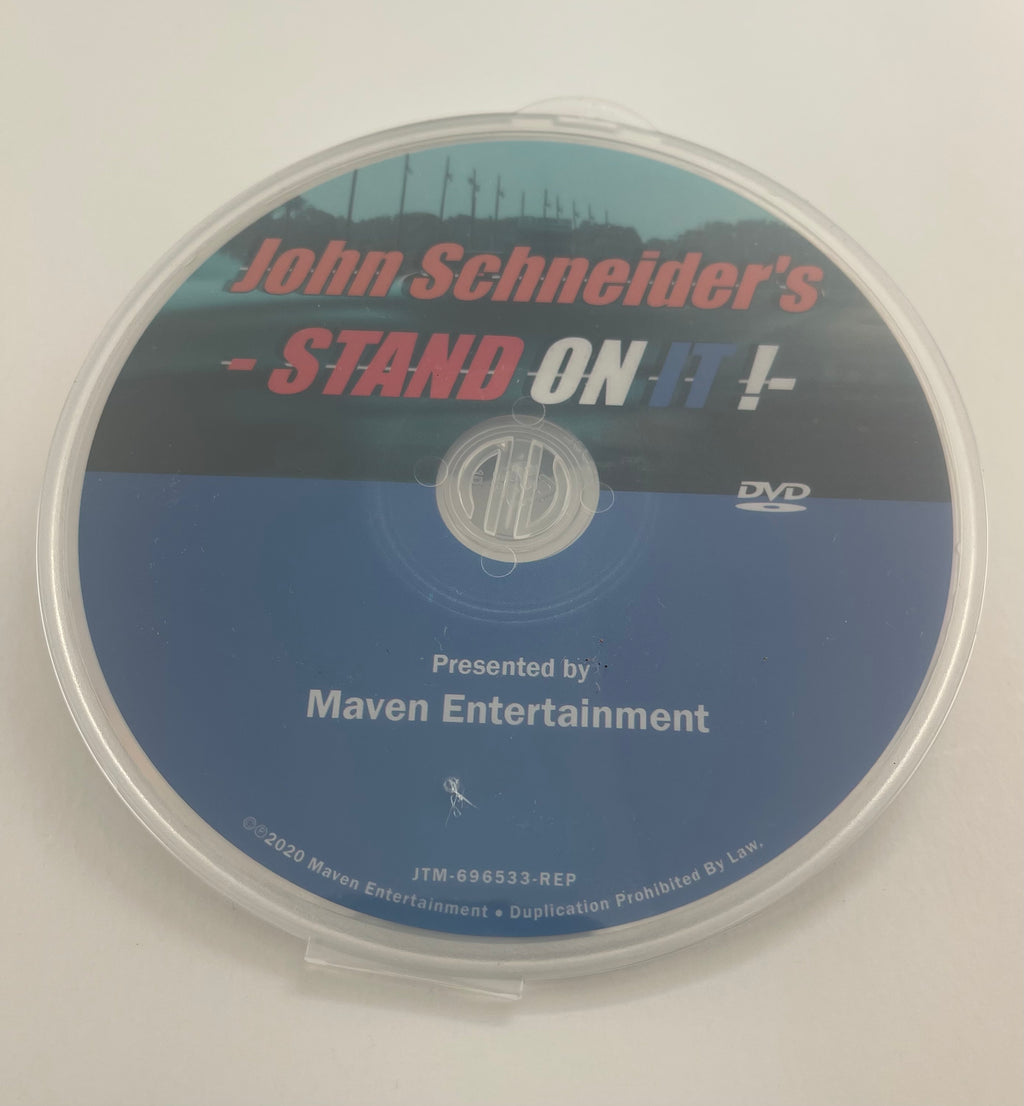 John Schneider's
- STAND ON IT !-
DVD
Presented by
Maven Entertainment
JTM-696533-REP
©℗2020 Maven Entertainment • Duplication Prohibited By Law.